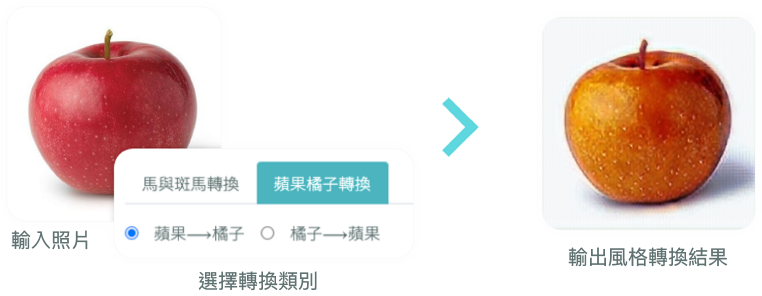 馬與斑馬轉換
蘋果橘子轉換
蘋果⟶橘子
橘子⟶蘋果
輸入照片
選擇轉換類別
輸出風格轉換結果